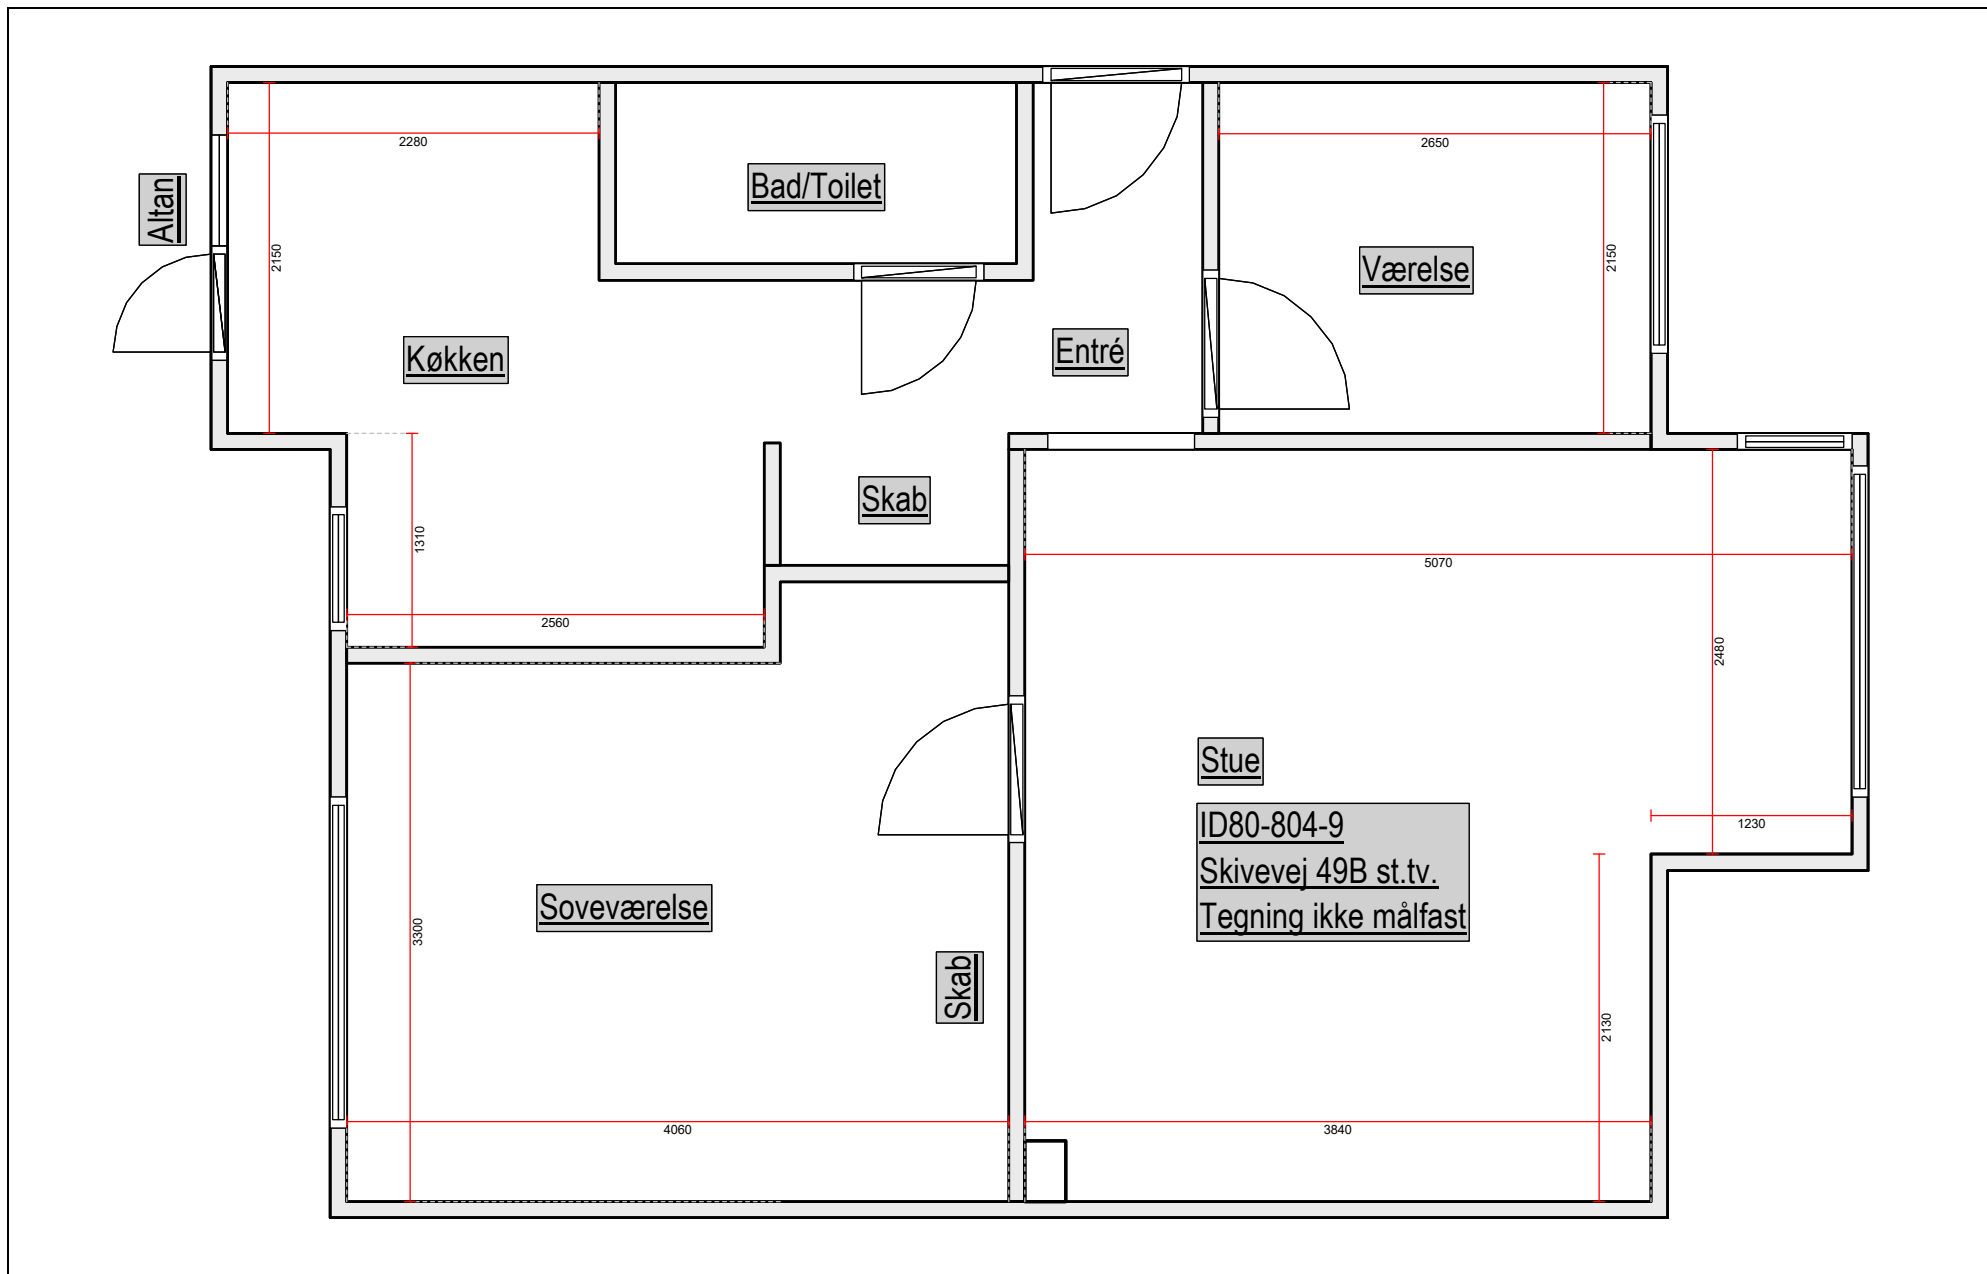 2280
Bad/Toilet
2650
Altan
2150
2150
Værelse
Køkken
Entré
Skab
1310
5070
2560
2480
Stue
1230
ID80-804-9
Skivevej 49B st.tv.
Tegning ikke målfast
Soveværelse
3300
Skab
2130
4060
3840